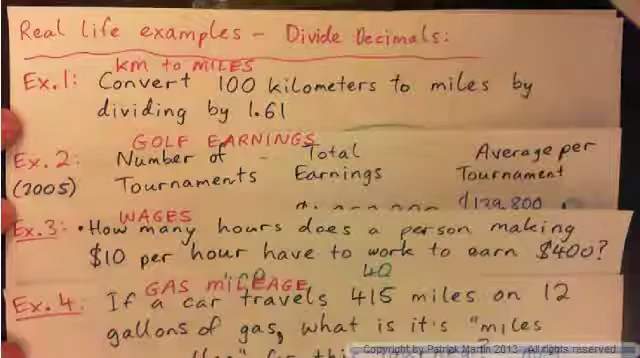 Real life examples - Divide Decimals:
km to MILES
Ex.1: Convert 100 kilometers to miles by
dividing by 1.61
GOLF EARNINGS
Ex. 2: Number of Total Average per
(2005) Tournaments Earnings Tournament
$129,800
WAGES
Ex.3: • How many hours does a person making
$10 per hour have to work to earn $400?
40
GAS MILEAGE
Ex.4: If a car travels 415 miles on 12
gallons of gas, what is it's "miles
Copyright by Patrick Martin 2013 All rights reserved